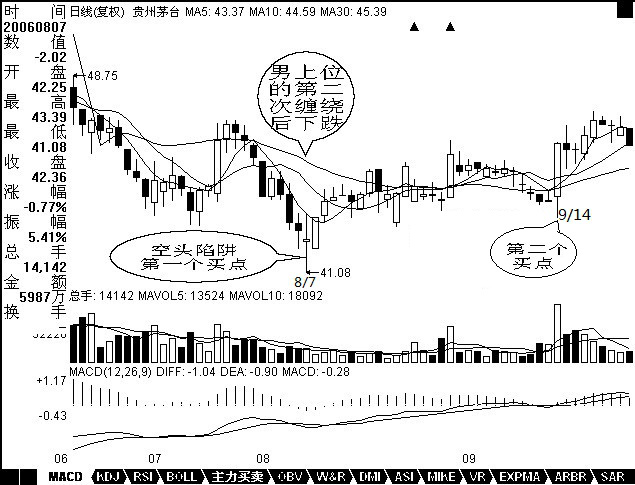 时 间 日线(复权) 贵州茅台 MA5: 43.37 MA10: 44.59 MA30: 45.39
20060807
数 值
-2.02
开 盘
42.25
最 高
43.39
最 低
41.08
收 盘
42.36
涨 幅
-0.77%
振 幅
5.41%
总 手
14,142
金 额
5987万
换 手
48.75
男上位
的第二
次缠绕
后下跌
空头陷阱
第一个买点
41.08
8/7
9/14
第二个
买点
总手: 14142 MAVOL5: 13524 MAVOL10: 18092
MACD(12,26,9) DIFF: -1.04 DEA: -0.90 MACD: -0.28
+1.17
-0.43
06 07 08 09
MACD KDJ RSI BOLL 主力买卖 OBV W&R DMI ASI MIKE VR EXPMA ARBR SAR